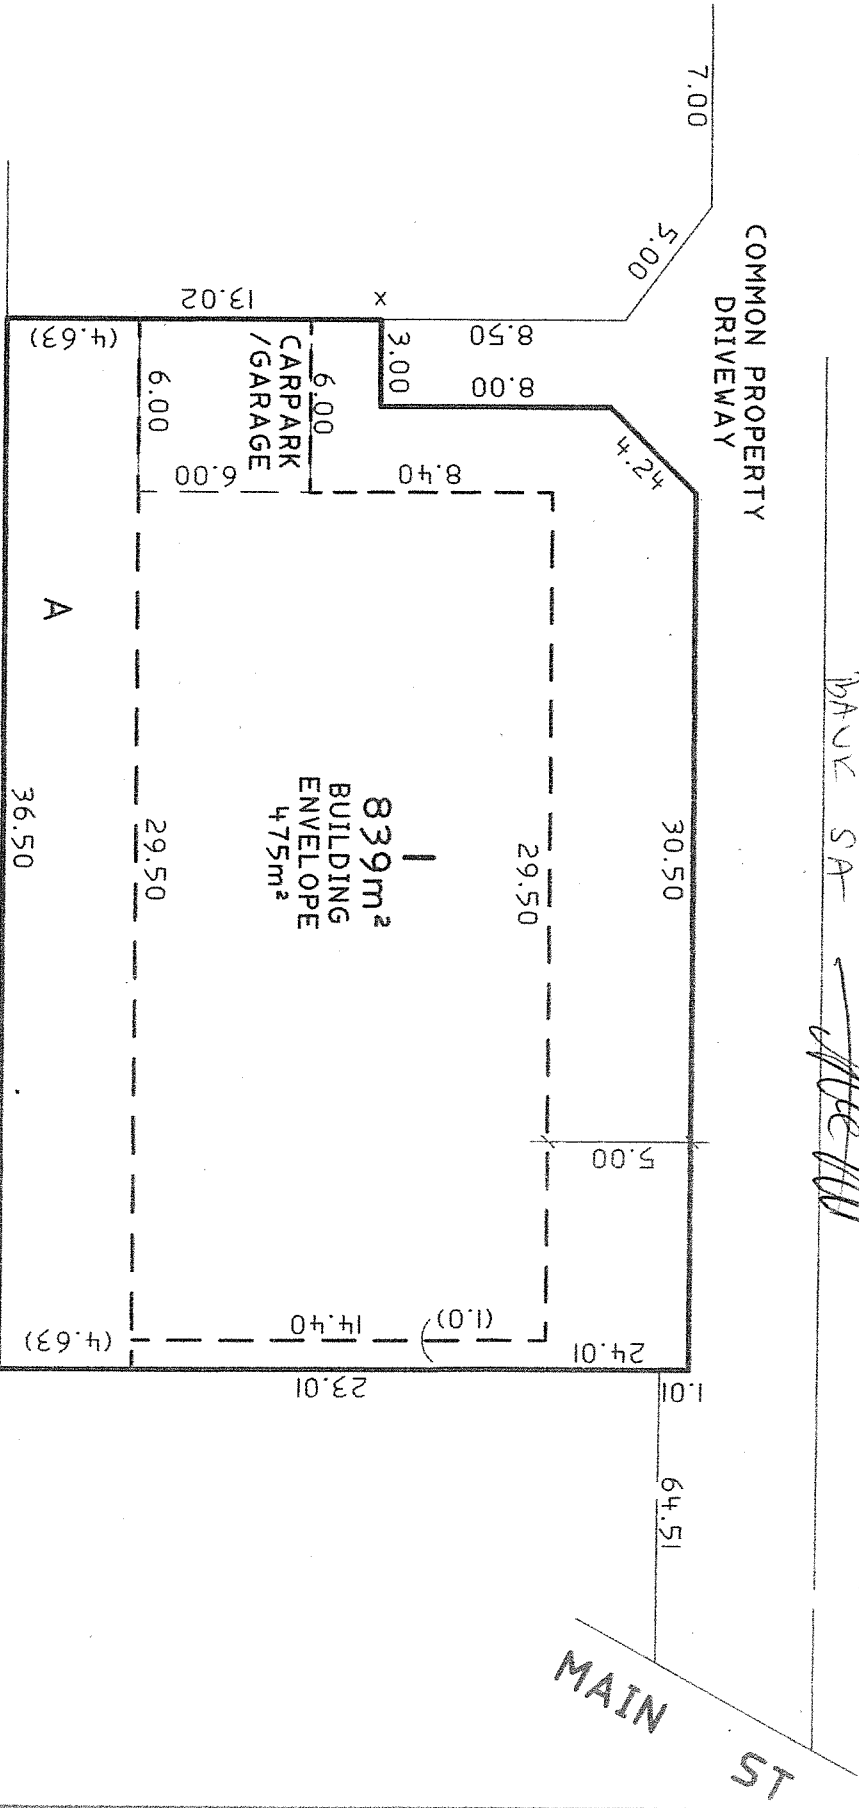 COMMON PROPERTY
DRIVEWAY
BANK SA
7.00
5.00
8.50
x
13.02
3.00
8.00
4.24
30.50
(4.63)
6.00
CARPARK
/GARAGE
6.00
6.00
8.40
A
1
839m²
BUILDING
ENVELOPE
475m²
29.50
29.50
36.50
5.00
(4.63)
14.40
(1.0)
24.01
23.01
1.01
64.51
MAIN ST